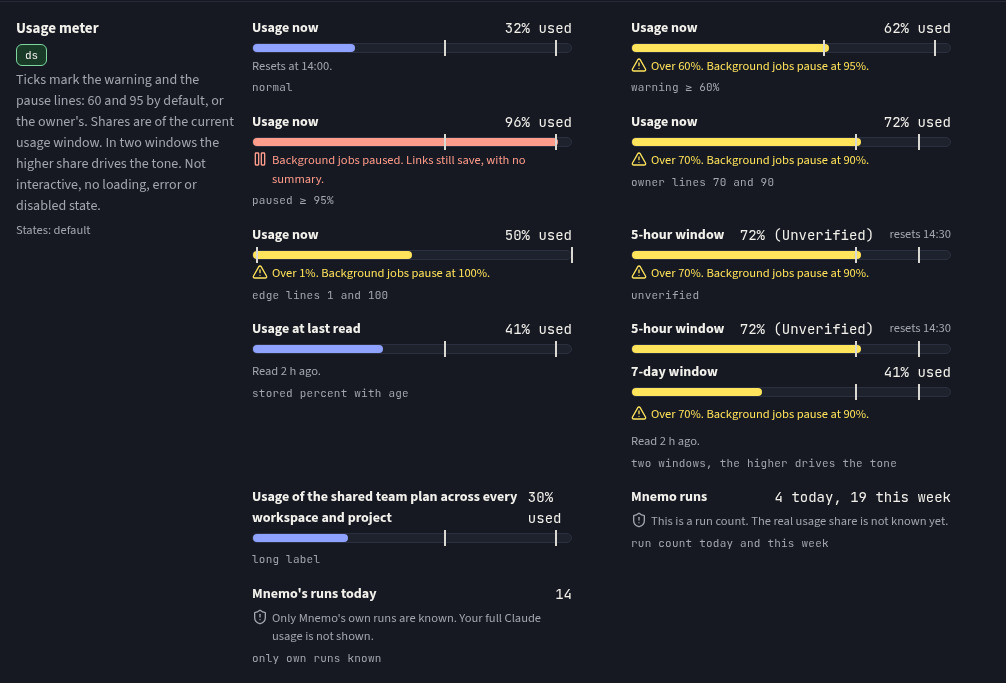 Usage meter
ds
Ticks mark the warning and the
pause lines: 60 and 95 by default, or
the owner's. Shares are of the current
usage window. In two windows the
higher share drives the tone. Not
interactive, no loading, error or
disabled state.
States: default
Usage now 32% used
Resets at 14:00.
normal
Usage now 62% used
Over 60%. Background jobs pause at 95%.
warning ≥ 60%
Usage now 96% used
Background jobs paused. Links still save, with no
summary.
paused ≥ 95%
Usage now 72% used
Over 70%. Background jobs pause at 90%.
owner lines 70 and 90
Usage now 50% used
Over 1%. Background jobs pause at 100%.
edge lines 1 and 100
5-hour window 72% (Unverified) resets 14:30
Over 70%. Background jobs pause at 90%.
unverified
Usage at last read 41% used
Read 2 h ago.
stored percent with age
5-hour window 72% (Unverified) resets 14:30
7-day window 41% used
Over 70%. Background jobs pause at 90%.
Read 2 h ago.
two windows, the higher drives the tone
Usage of the shared team plan across every 30%
workspace and project used
long label
Mnemo runs 4 today, 19 this week
This is a run count. The real usage share is not known yet.
run count today and this week
Mnemo's runs today 14
Only Mnemo's own runs are known. Your full Claude
usage is not shown.
only own runs known